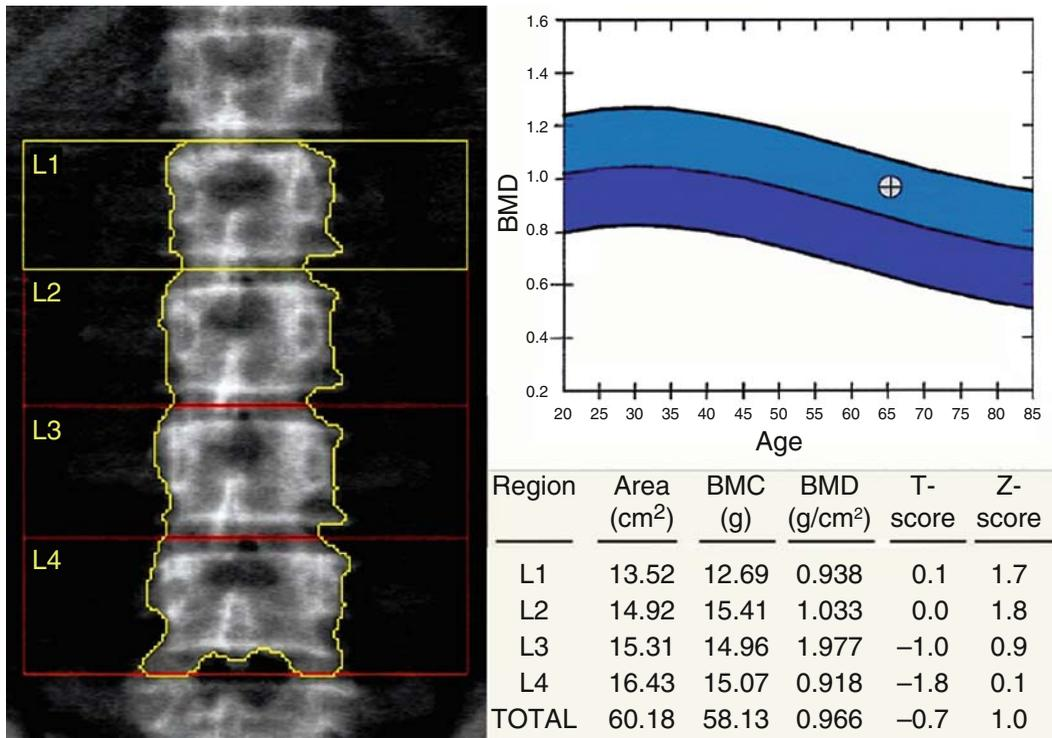 L1
L2
L3
L4
1.6
1.4
1.2
1.0
0.8
0.6
0.4
0.2
BMD
20 25 30 35 40 45 50 55 60 65 70 75 80 85
Age
Region Area (cm²) BMC (g) BMD (g/cm²) T-score Z-score
L1 13.52 12.69 0.938 0.1 1.7
L2 14.92 15.41 1.033 0.0 1.8
L3 15.31 14.96 1.977 –1.0 0.9
L4 16.43 15.07 0.918 –1.8 0.1
TOTAL 60.18 58.13 0.966 –0.7 1.0